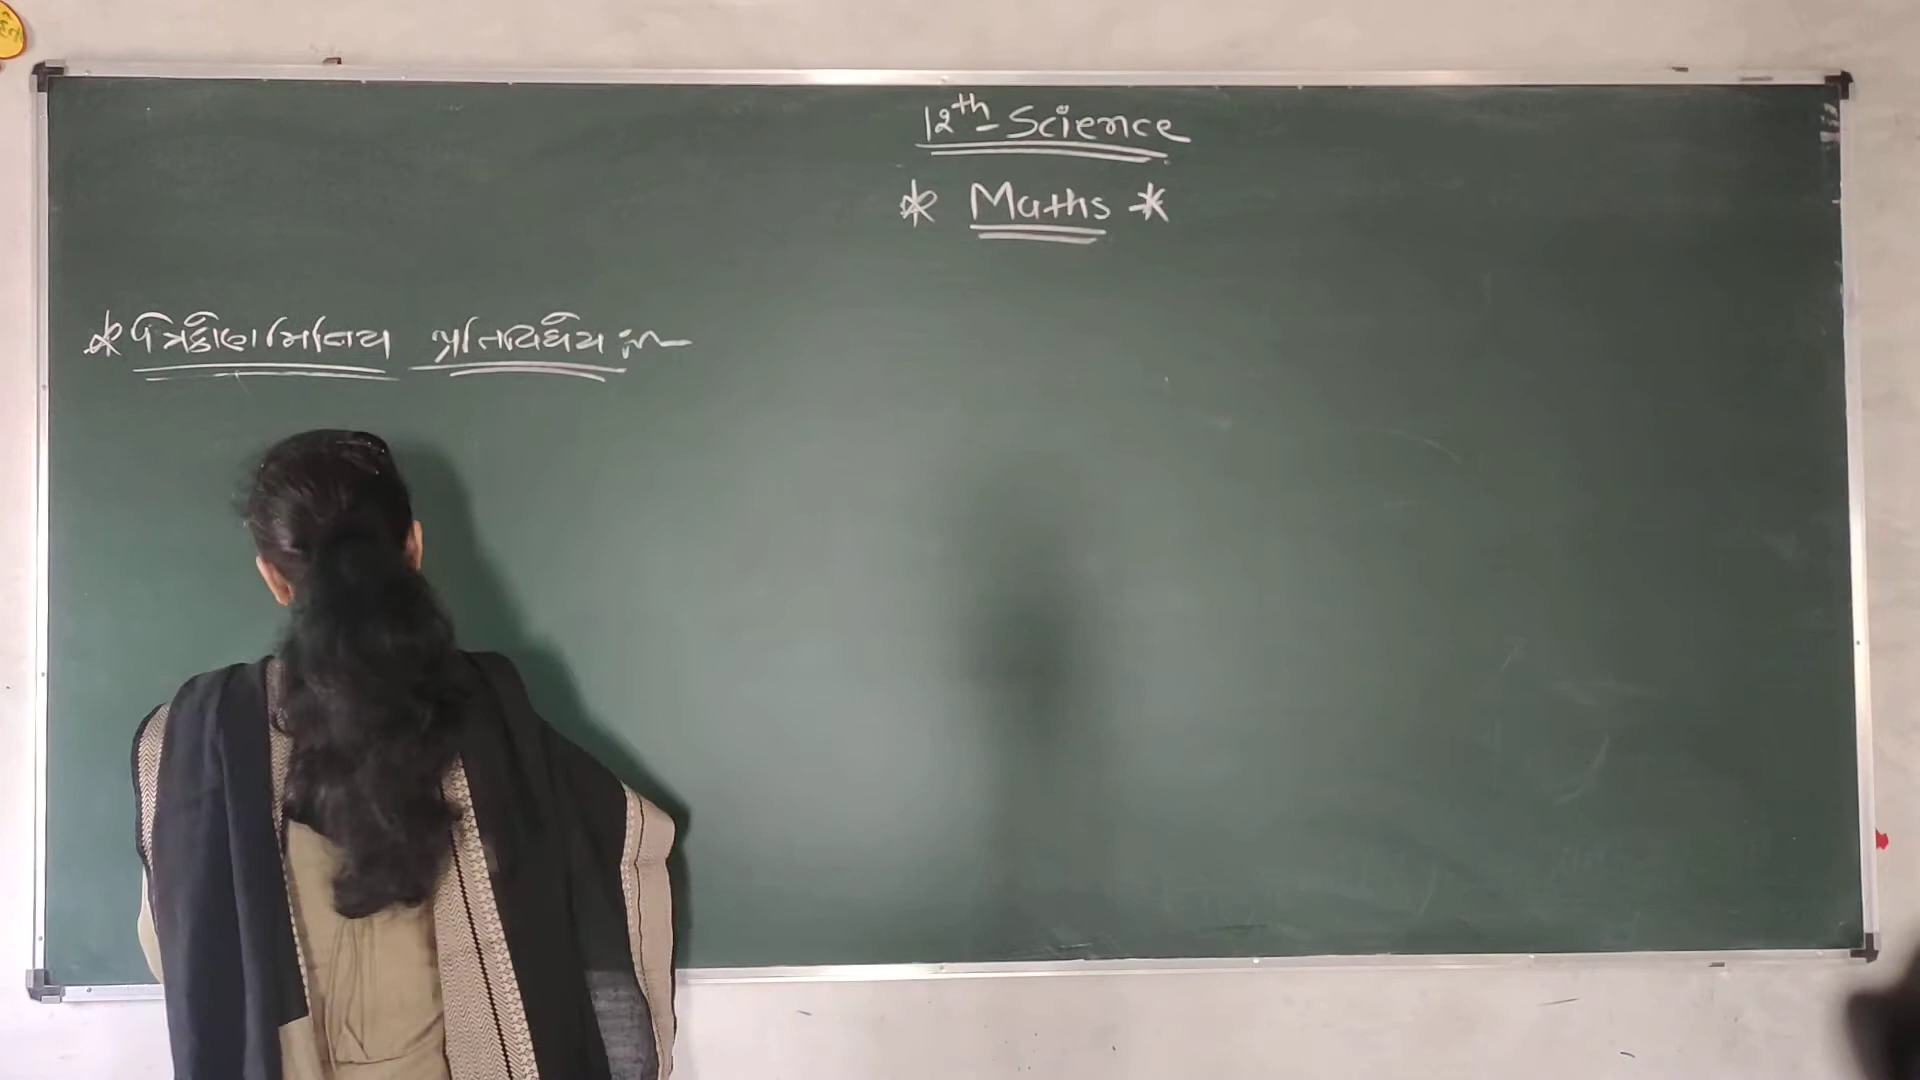 12th - Science
* Maths *
* ત્રિકોણમિતિય પ્રતિવિધેય :-